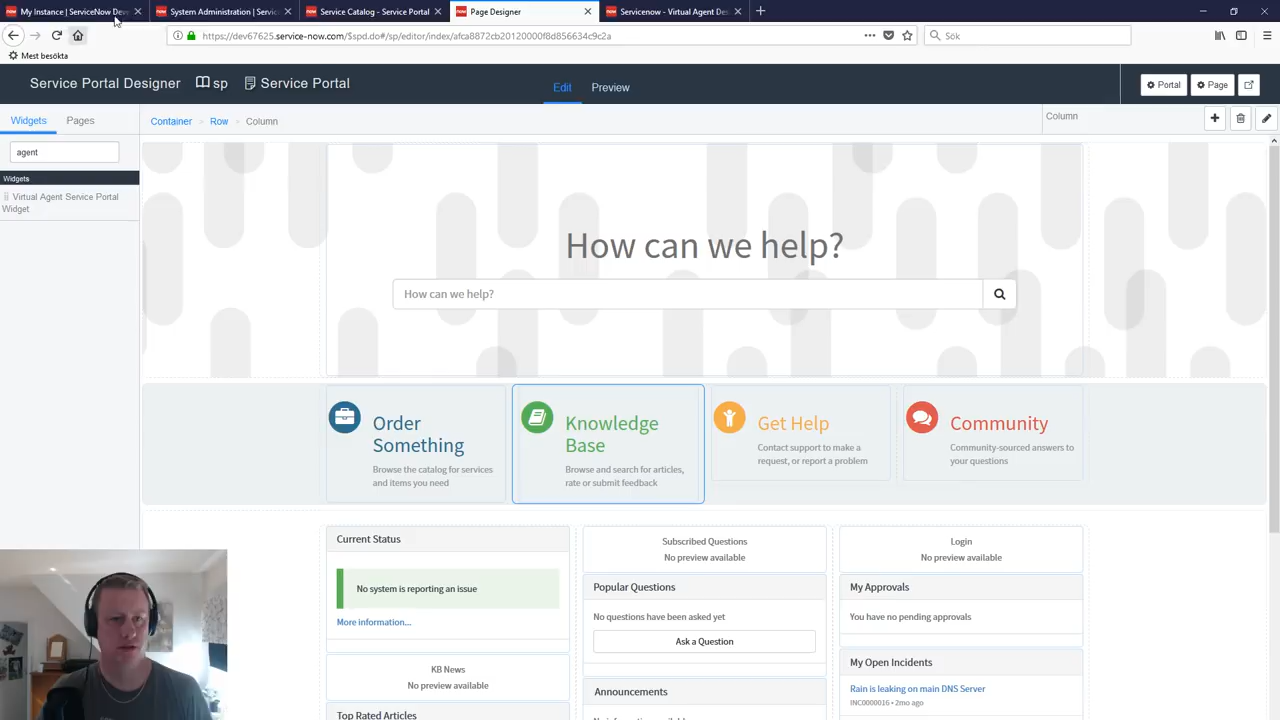 My Instance | ServiceNow Dev
System Administration | Service
Service Catalog - Service Portal
Page Designer
Servicenow - Virtual Agent Des
https://dev67625.service-now.com/$spd.do#/sp/editor/index/afca8872cb20120000f8d856634c9c2a
Sök
Mest besökta
Service Portal Designer
sp
Service Portal
Edit
Preview
Portal
Page
Widgets
Pages
Container
Row
Column
Column
agent
Widgets
Virtual Agent Service Portal
Widget
How can we help?
How can we help?
Order
Something
Browse the catalog for services
and items you need
Knowledge
Base
Browse and search for articles,
rate or submit feedback
Get Help
Contact support to make a
request, or report a problem
Community
Community-sourced answers to
your questions
Current Status
No system is reporting an issue
More information...
KB News
No preview available
Top Rated Articles
Subscribed Questions
No preview available
Popular Questions
No questions have been asked yet
Ask a Question
Announcements
Login
No preview available
My Approvals
You have no pending approvals
My Open Incidents
Rain is leaking on main DNS Server
INC0000016 • 2mo ago